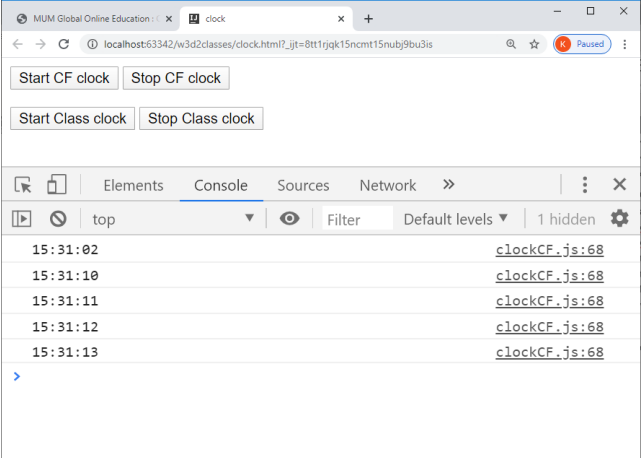 MUM Global Online Education : 
clock
localhost:63342/w3d2classes/clock.html?_ijt=8tt1rjqk15ncmt15nubj9bu3is
K Paused
Start CF clock Stop CF clock
Start Class clock Stop Class clock
Elements Console Sources Network »
top Filter Default levels 1 hidden
15:31:02 clockCF.js:68
15:31:10 clockCF.js:68
15:31:11 clockCF.js:68
15:31:12 clockCF.js:68
15:31:13 clockCF.js:68